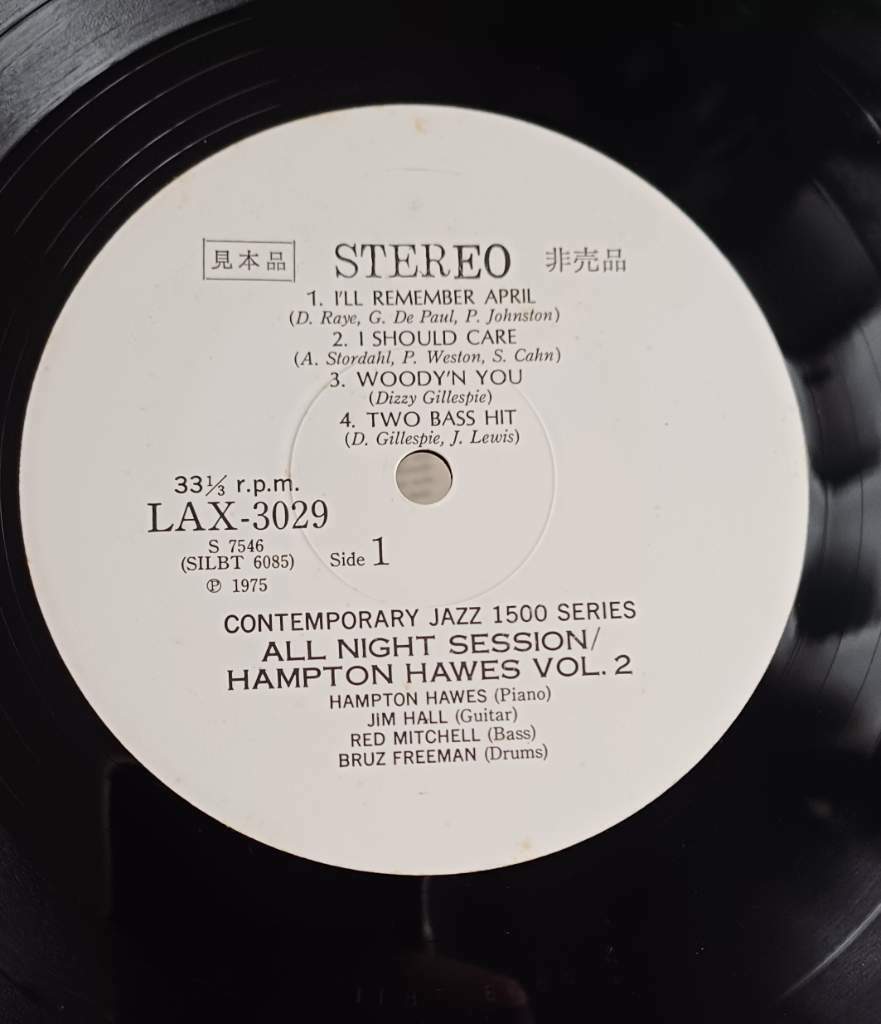 見本品 STEREO 非売品
1. I'LL REMEMBER APRIL
(D. Raye, G. De Paul, P. Johnston)
2. I SHOULD CARE
(A. Stordahl, P. Weston, S. Cahn)
3. WOODY'N YOU
(Dizzy Gillespie)
4. TWO BASS HIT
(D. Gillespie, J. Lewis)
33⅓ r.p.m.
LAX-3029
S 7546
(SILBT 6085)
Side 1
℗ 1975
CONTEMPORARY JAZZ 1500 SERIES
ALL NIGHT SESSION/
HAMPTON HAWES VOL. 2
HAMPTON HAWES (Piano)
JIM HALL (Guitar)
RED MITCHELL (Bass)
BRUZ FREEMAN (Drums)